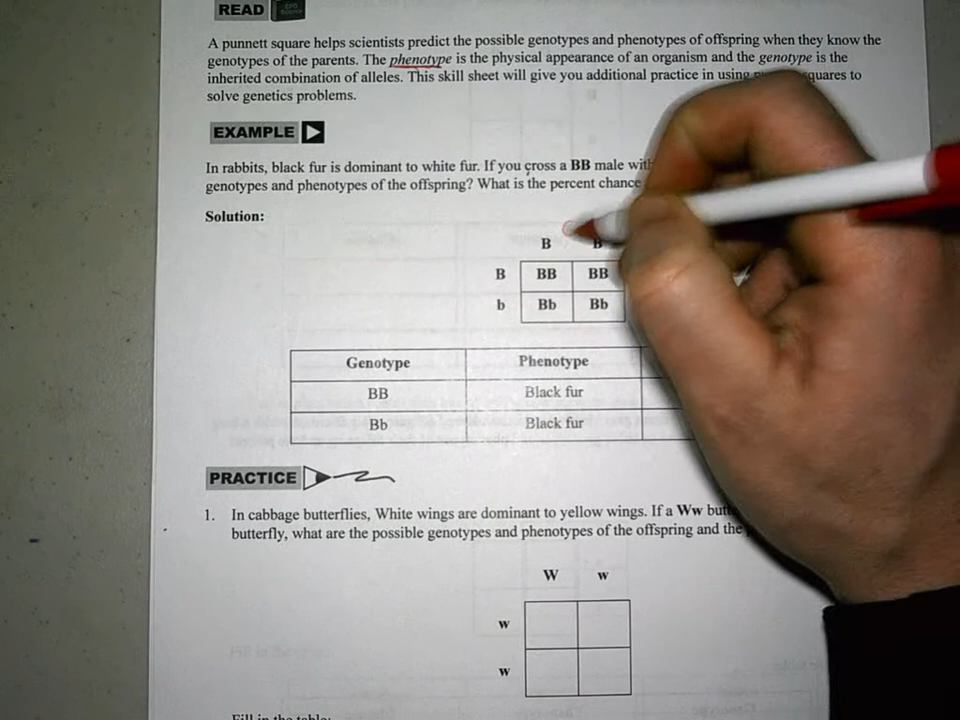 READ
A punnett square helps scientists predict the possible genotypes and phenotypes of offspring when they know the
genotypes of the parents. The phenotype is the physical appearance of an organism and the genotype is the
inherited combination of alleles. This skill sheet will give you additional practice in using squares to
solve genetics problems.
EXAMPLE
In rabbits, black fur is dominant to white fur. If you cross a BB male with
genotypes and phenotypes of the offspring? What is the percent chance
Solution:
B B
B BB BB
b Bb Bb
Genotype Phenotype
BB Black fur
Bb Black fur
PRACTICE
1. In cabbage butterflies, White wings are dominant to yellow wings. If a Ww
butterfly, what are the possible genotypes and phenotypes of the offspring and the
W w
w
w
Fill in the table: